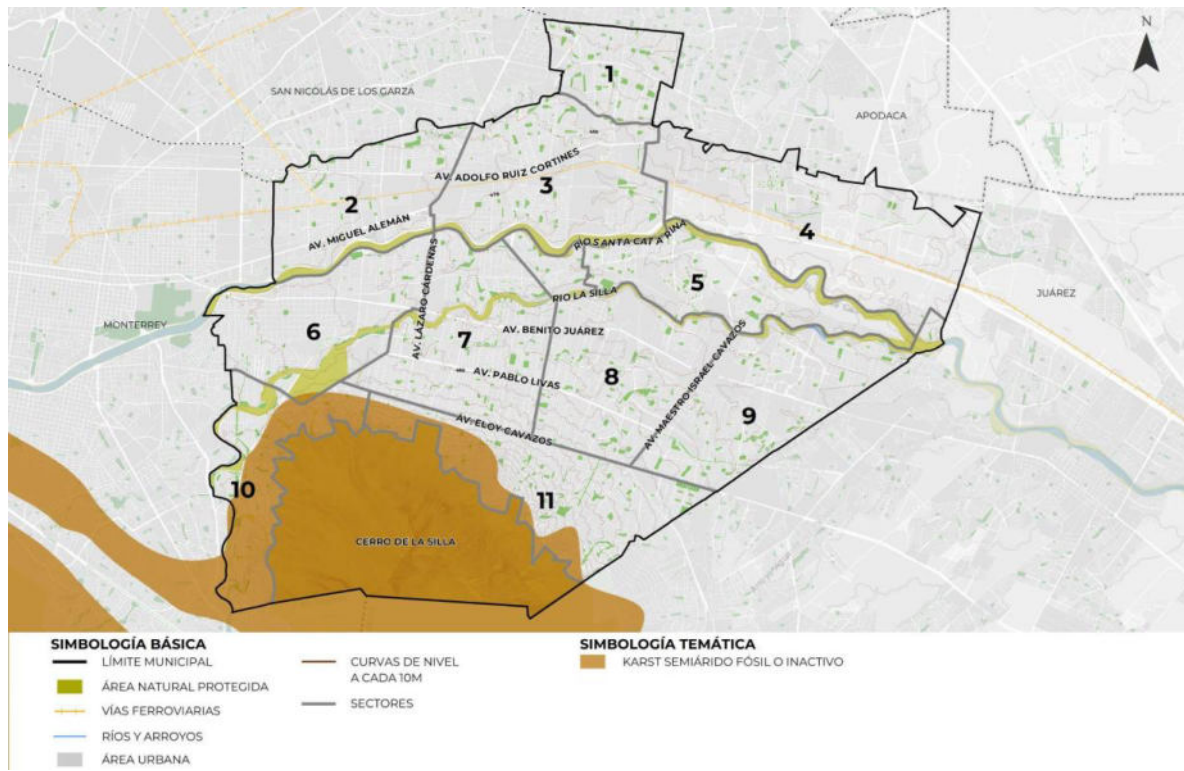 N
1
SAN NICOLÁS DE LOS GARZA
APODACA
AV. ADOLFO RUIZ CORTINES
3
2
AV. MIGUEL ALEMÁN
RÍO SANTA CATARINA
4
5
JUÁREZ
RIO LA SILLA
MONTERREY
6
AV. LÁZARO CÁRDENAS
7
AV. BENITO JUÁREZ
AV. PABLO LIVAS
8
AV. MAESTRO ISRAEL CAVAZOS
9
AV. ELOY CAVAZOS
10
11
CERRO DE LA SILLA
SIMBOLOGÍA BÁSICA
LÍMITE MUNICIPAL
ÁREA NATURAL PROTEGIDA
VÍAS FERROVIARIAS
RÍOS Y ARROYOS
ÁREA URBANA
CURVAS DE NIVEL
A CADA 10M
SECTORES
SIMBOLOGÍA TEMÁTICA
KARST SEMIÁRIDO FÓSIL O INACTIVO